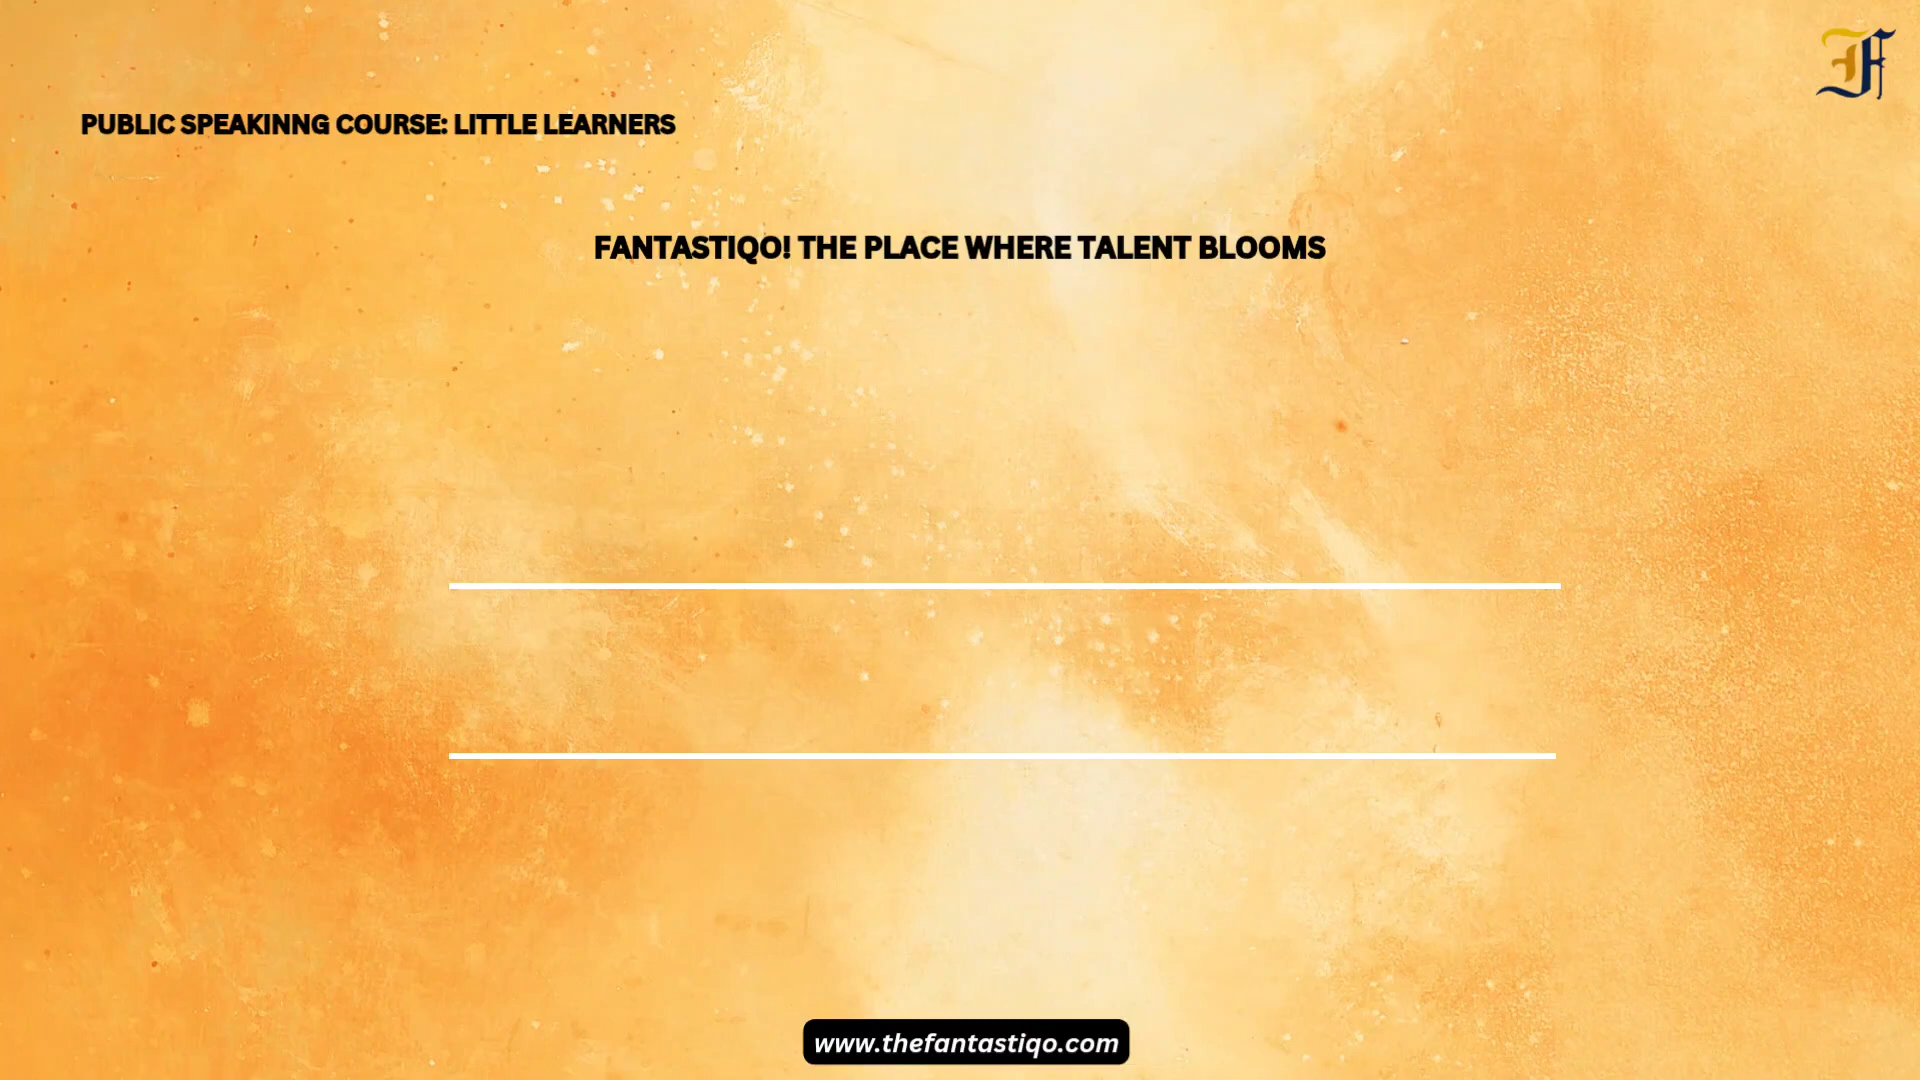 PUBLIC SPEAKINNG COURSE: LITTLE LEARNERS
FANTASTIQO! THE PLACE WHERE TALENT BLOOMS
www.thefantastiqo.com